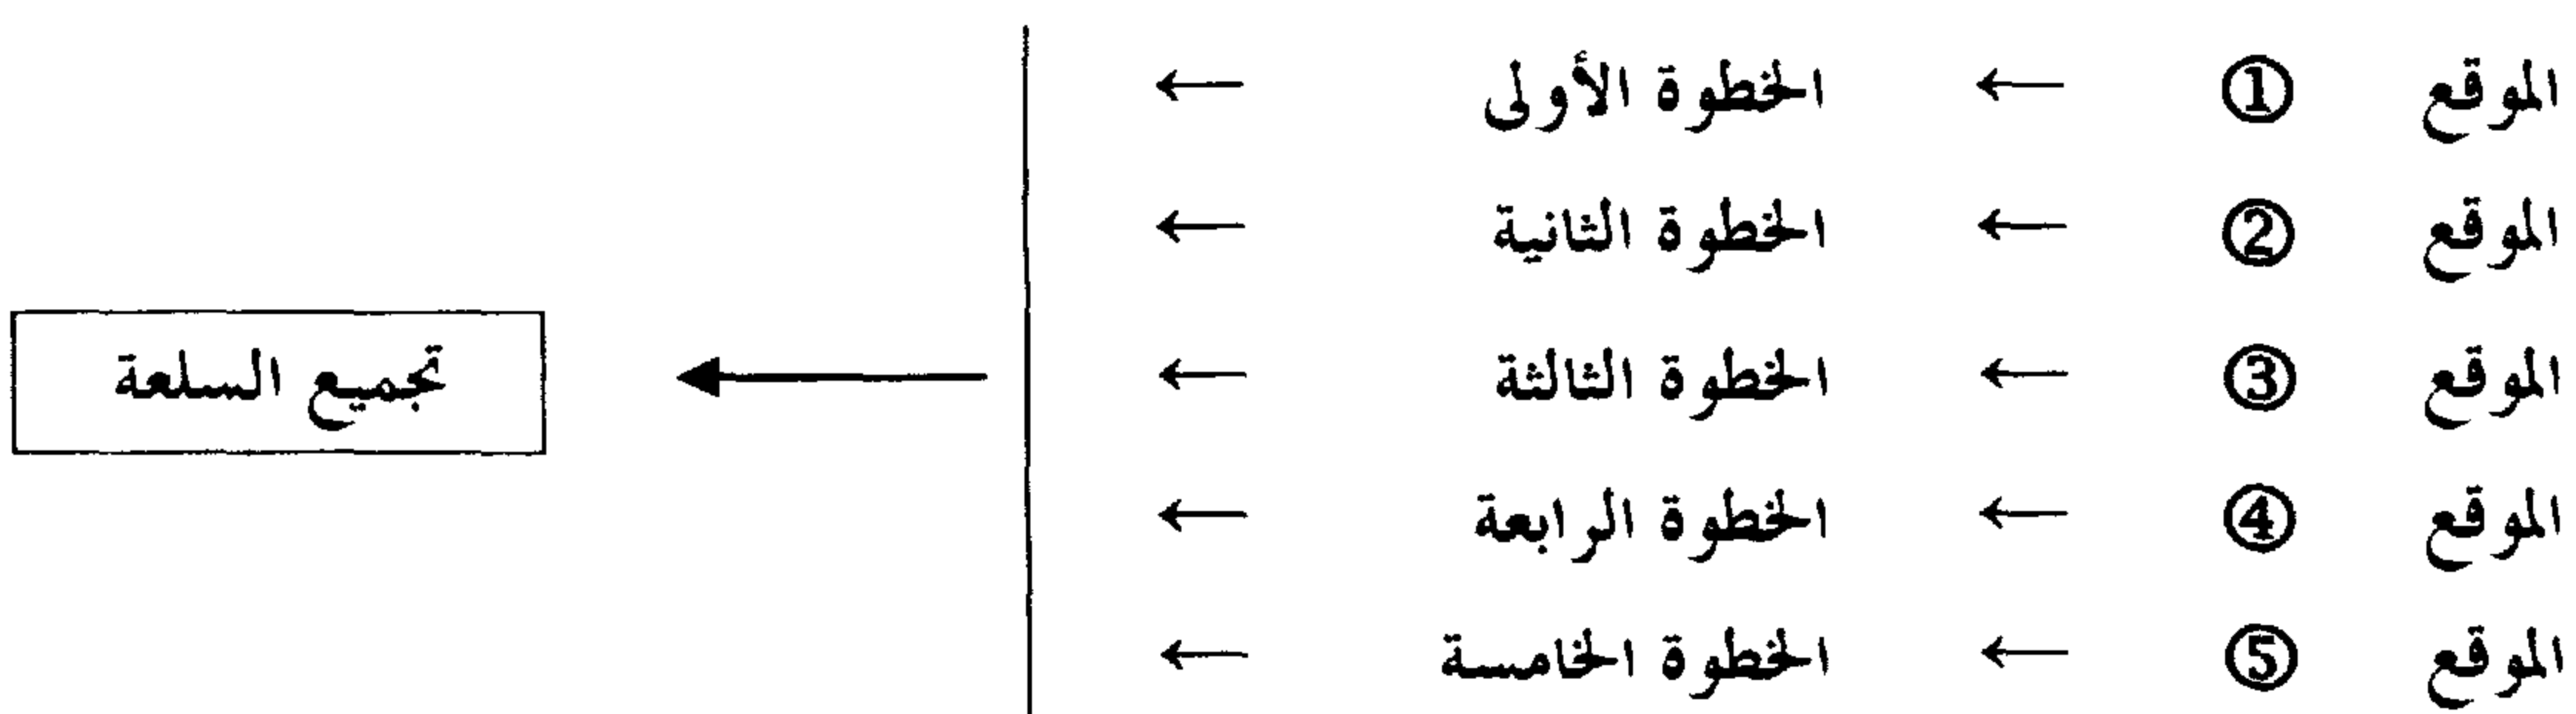 الموقع ① ← الخطوة الأولى ←
الموقع ② ← الخطوة الثانية ←
الموقع ③ ← الخطوة الثالثة ←
تجميع السلعة
الموقع ④ ← الخطوة الرابعة ←
الموقع ⑤ ← الخطوة الخامسة ←